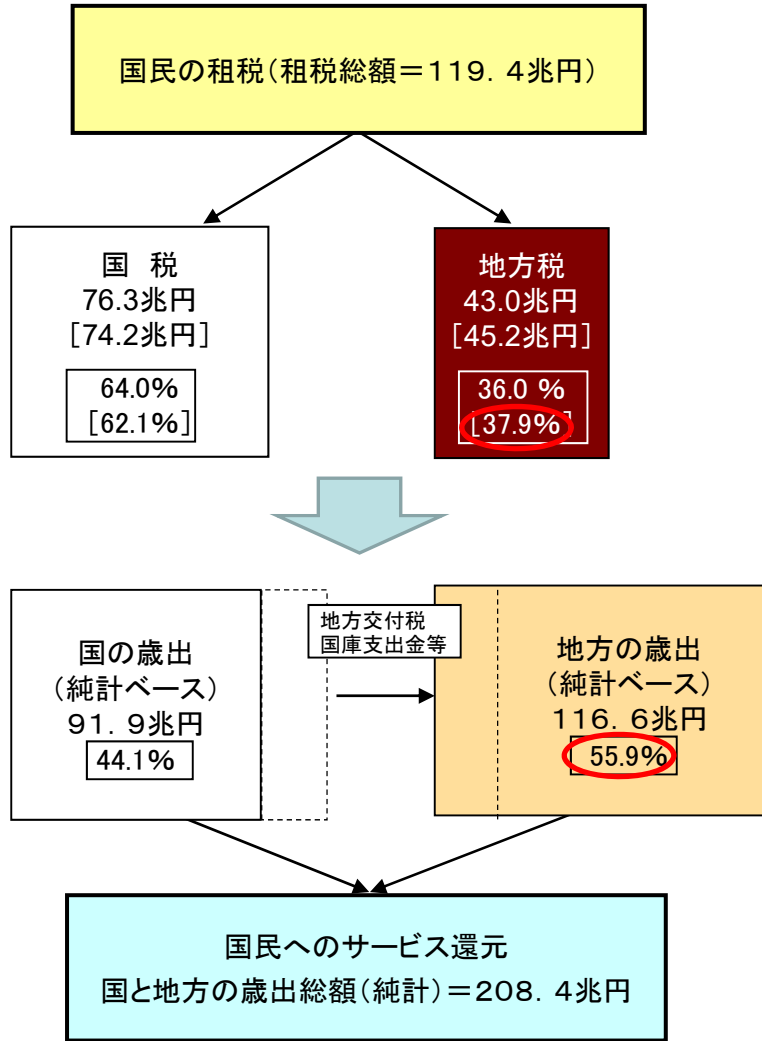 国民の租税(租税総額=119.4兆円)
国 税
76.3兆円
[74.2兆円]
64.0%
[62.1%]
地方税
43.0兆円
[45.2兆円]
36.0 %
[37.9%]
国の歳出
(純計ベース)
91.9兆円
44.1%
地方交付税
国庫支出金等
地方の歳出
(純計ベース)
116.6兆円
55.9%
国民へのサービス還元
国と地方の歳出総額(純計)=208.4兆円